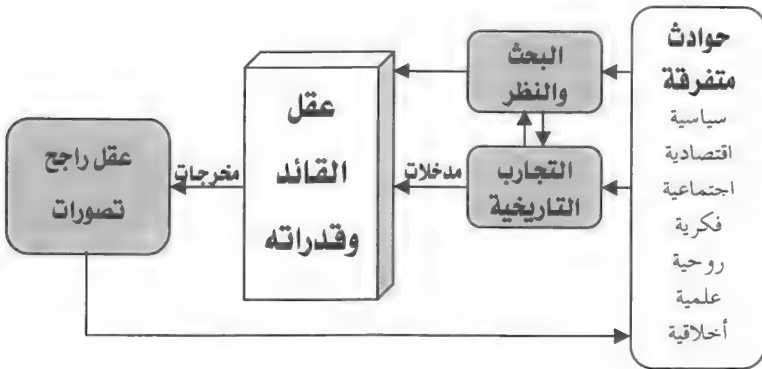 حوادث
متفرقة
سياسية
اقتصادية
اجتماعية
فكرية
روحية
علمية
أخلاقية
البحث
والنظر
التجارب
التاريخية
مدخلات
عقل
القائد
وقدراته
مخرجات
عقل راجح
تصورات